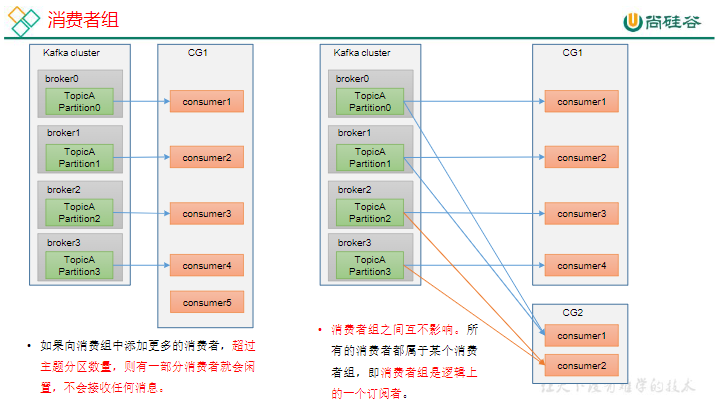 消费者组
尚硅谷
Kafka cluster
CG1
broker0
TopicA
Partition0
consumer1
broker1
TopicA
Partition1
consumer2
broker2
TopicA
Partition2
consumer3
broker3
TopicA
Partition3
consumer4
consumer5
• 如果向消费组中添加更多的消费者，超过
主题分区数量，则有一部分消费者就会闲
置，不会接收任何消息。
Kafka cluster
CG1
broker0
TopicA
Partition0
consumer1
broker1
TopicA
Partition1
consumer2
broker2
TopicA
Partition2
consumer3
broker3
TopicA
Partition3
consumer4
CG2
consumer1
consumer2
• 消费者组之间互不影响。所
有的消费者都属于某个消费
者组，即消费者组是逻辑上
的一个订阅者。
让天下没有难学的技术